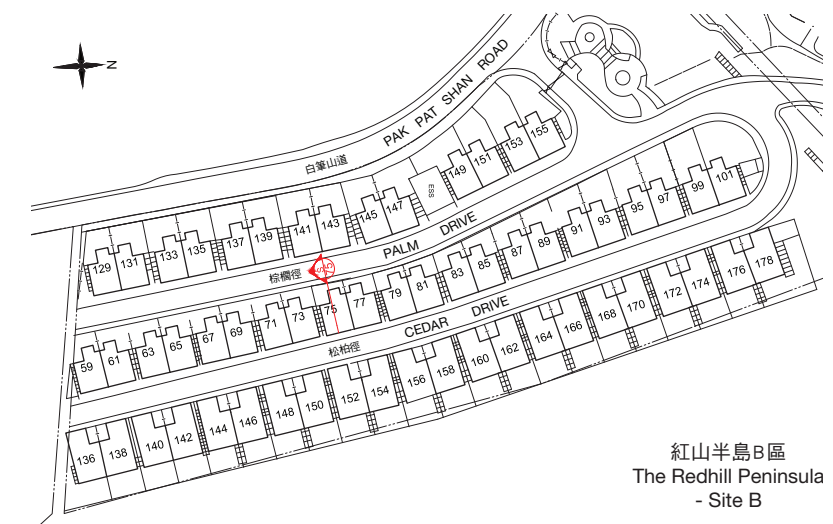 N
PAK PAT SHAN ROAD
白筆山道
153 155
149 151
ESS
145 147
141 143
137 139
133 135
129 131
PALM DRIVE
棕櫚徑
99 101
95 97
91 93
87 89
83 85
79 81
75 77
71 73
67 69
63 65
59 61
CEDAR DRIVE
松柏徑
176 178
172 174
168 170
164 166
160 162
156 158
152 154
148 150
144 146
140 142
136 138
紅山半島B區
The Redhill Peninsula
- Site B